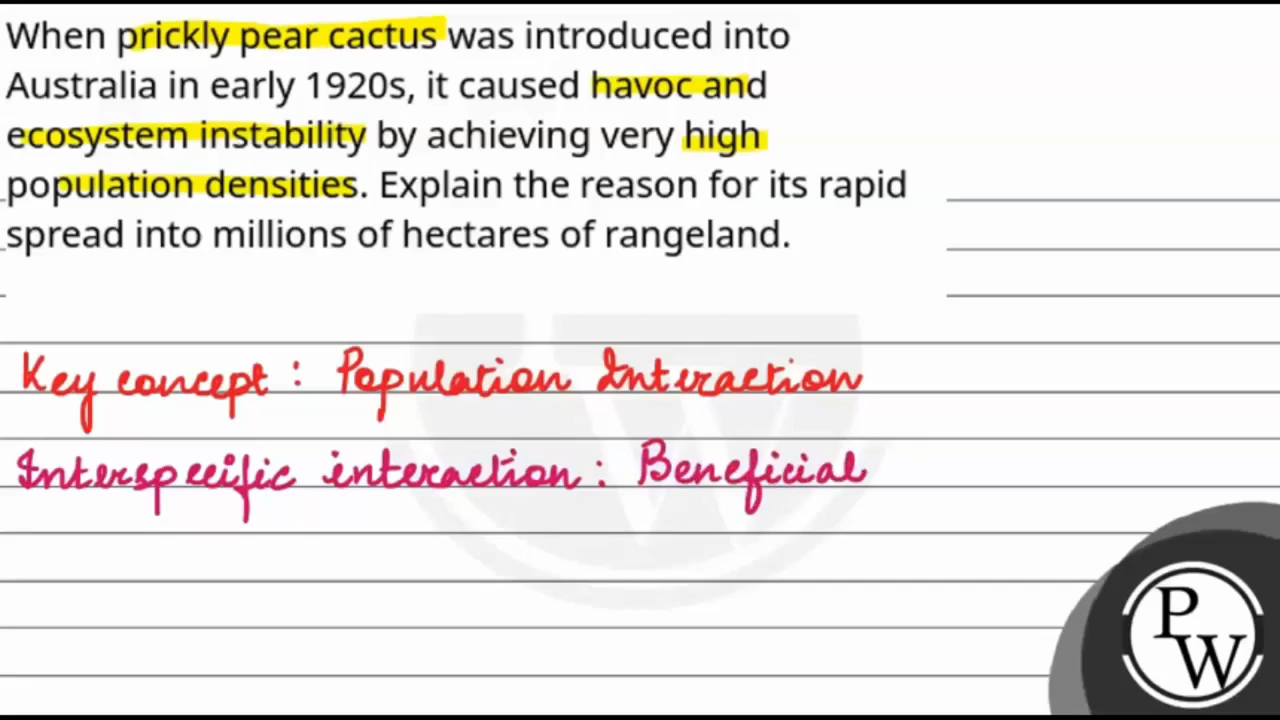 When prickly pear cactus was introduced into
Australia in early 1920s, it caused havoc and
ecosystem instability by achieving very high
population densities. Explain the reason for its rapid
spread into millions of hectares of rangeland.
Key concept : Population Interaction
Interspecific interaction : Beneficial
P
W